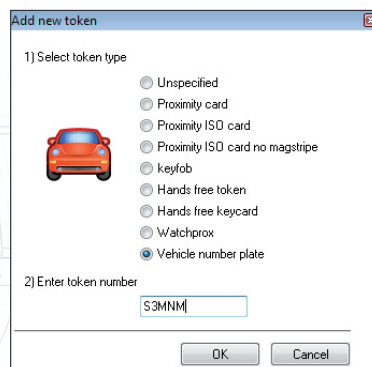 Add new token
1) Select token type
Unspecified
Proximity card
Proximity ISO card
Proximity ISO card no magstripe
keyfob
Hands free token
Hands free keycard
Watchprox
Vehicle number plate
2) Enter token number
S3MNM
OK
Cancel